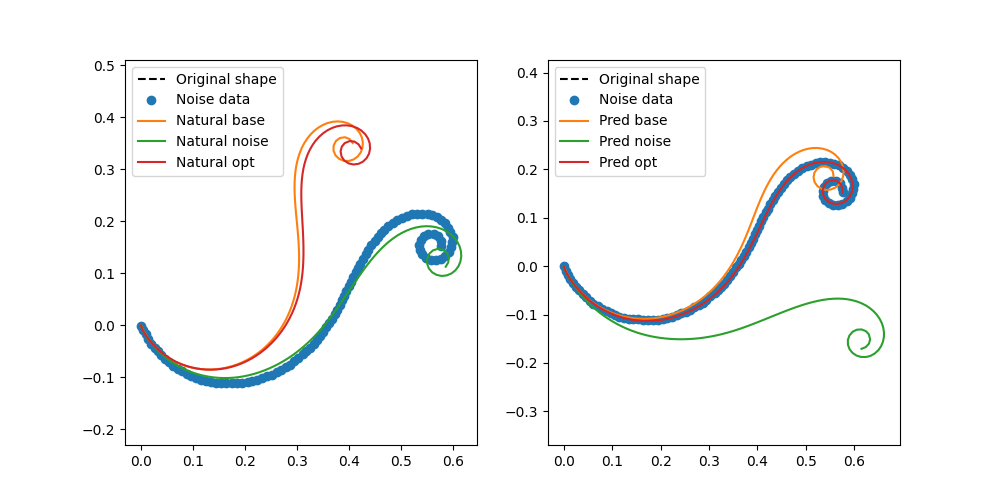 Original shape
Noise data
Natural base
Natural noise
Natural opt
0.5
0.4
0.3
0.2
0.1
0.0
−0.1
−0.2
0.0 0.1 0.2 0.3 0.4 0.5 0.6
Original shape
Noise data
Pred base
Pred noise
Pred opt
0.4
0.3
0.2
0.1
0.0
−0.1
−0.2
−0.3
0.0 0.1 0.2 0.3 0.4 0.5 0.6